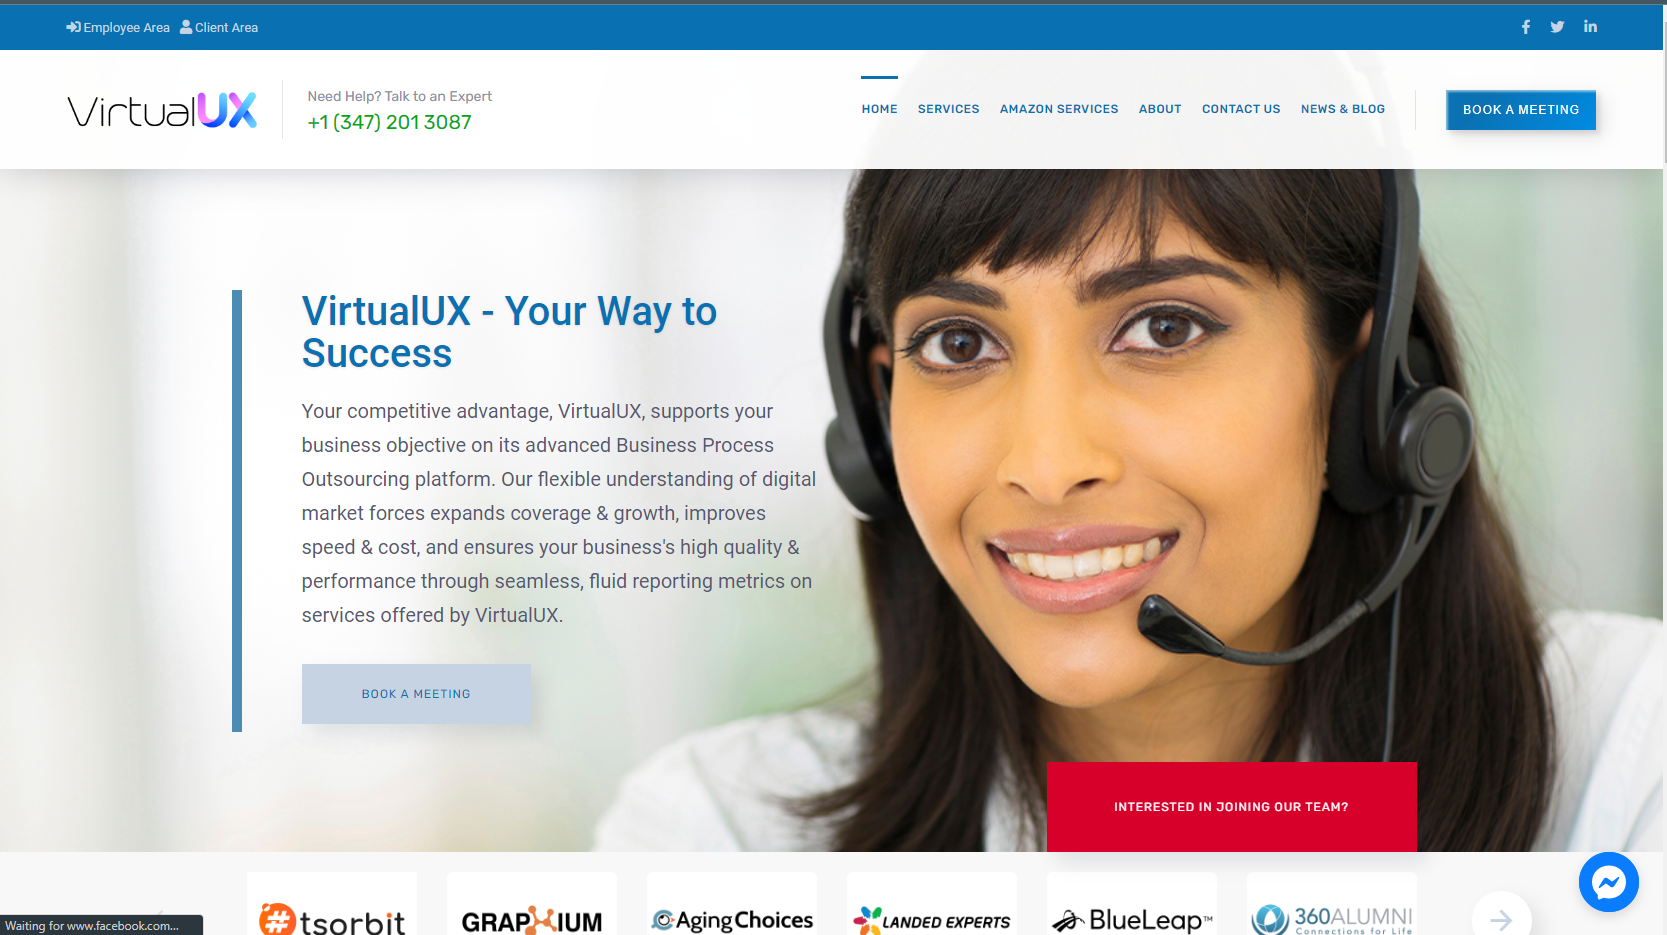 Employee Area Client Area
VirtualUX
Need Help? Talk to an Expert
+1 (347) 201 3087
HOME SERVICES AMAZON SERVICES ABOUT CONTACT US NEWS & BLOG
BOOK A MEETING
VirtualUX - Your Way to
Success
Your competitive advantage, VirtualUX, supports your
business objective on its advanced Business Process
Outsourcing platform. Our flexible understanding of digital
market forces expands coverage & growth, improves
speed & cost, and ensures your business's high quality &
performance through seamless, fluid reporting metrics on
services offered by VirtualUX.
BOOK A MEETING
INTERESTED IN JOINING OUR TEAM?
#tsorbit
GRAPHIUM
AgingChoices
LANDED EXPERTS
BlueLeap™
360ALUMNI
Connections for Life
Waiting for www.facebook.com...